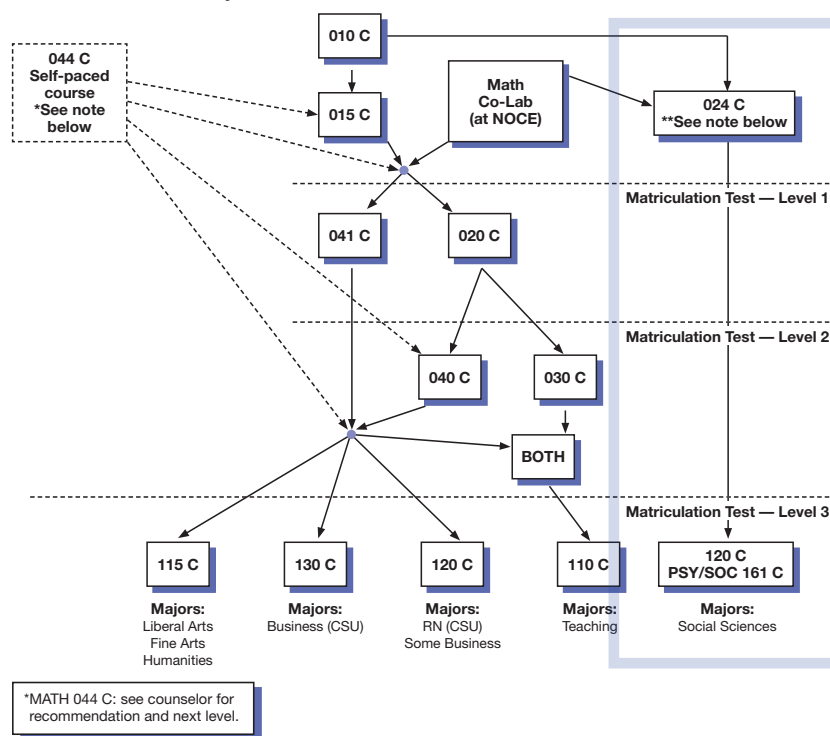 010 C
044 C
Self-paced
course
*See note
below
Math
Co-Lab
(at NOCE)
015 C
024 C
**See note below
Matriculation Test — Level 1
041 C
020 C
Matriculation Test — Level 2
040 C
030 C
BOTH
Matriculation Test — Level 3
115 C
130 C
120 C
110 C
120 C
PSY/SOC 161 C
Majors:
Liberal Arts
Fine Arts
Humanities
Majors:
Business (CSU)
Majors:
RN (CSU)
Some Business
Majors:
Teaching
Majors:
Social Sciences
*MATH 044 C: see counselor for
recommendation and next level.